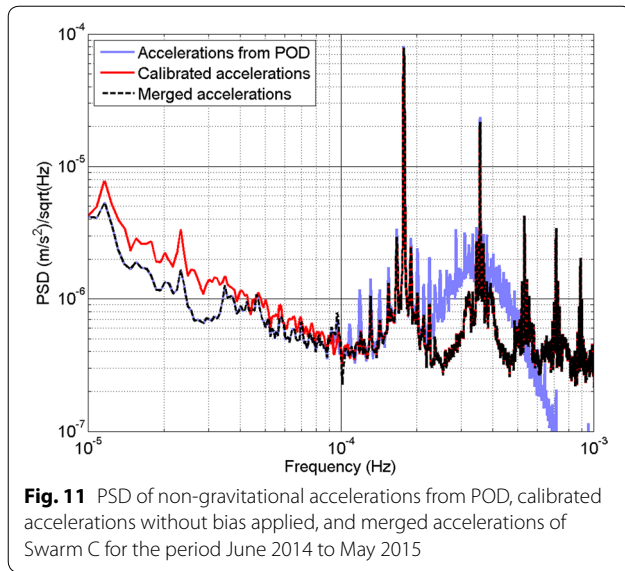 10⁻⁴
Accelerations from POD
Calibrated accelerations
Merged accelerations
10⁻⁵
PSD (m/s²)/sqrt(Hz)
10⁻⁶
10⁻⁷
10⁻⁵
10⁻⁴
10⁻³
Frequency (Hz)
Fig. 11 PSD of non-gravitational accelerations from POD, calibrated
accelerations without bias applied, and merged accelerations of
Swarm C for the period June 2014 to May 2015